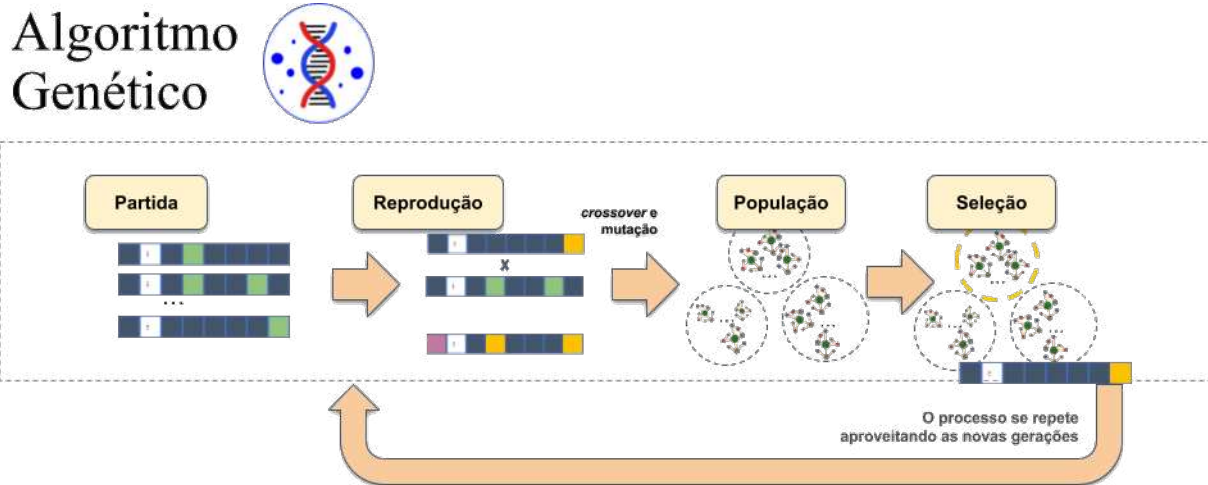 Algoritmo
Genético
Partida
Reprodução
crossover e
mutação
População
Seleção
...
X
...
...
...
...
...
...
...
O processo se repete
aproveitando as novas gerações